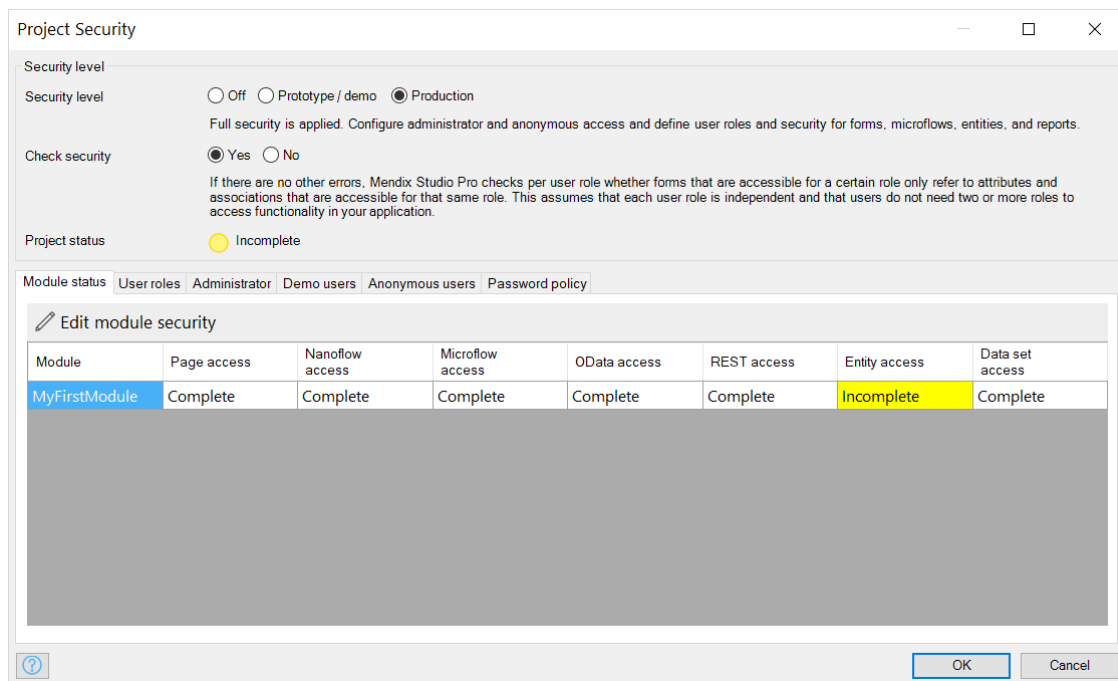 Project Security
Security level
Security level
Off
Prototype / demo
Production
Full security is applied. Configure administrator and anonymous access and define user roles and security for forms, microflows, entities, and reports.
Check security
Yes
No
If there are no other errors, Mendix Studio Pro checks per user role whether forms that are accessible for a certain role only refer to attributes and
associations that are accessible for that same role. This assumes that each user role is independent and that users do not need two or more roles to
access functionality in your application.
Project status
Incomplete
Module status
User roles
Administrator
Demo users
Anonymous users
Password policy
Edit module security
Module
Page access
Nanoflow
access
Microflow
access
OData access
REST access
Entity access
Data set
access
MyFirstModule
Complete
Complete
Complete
Complete
Complete
Incomplete
Complete
?
OK
Cancel